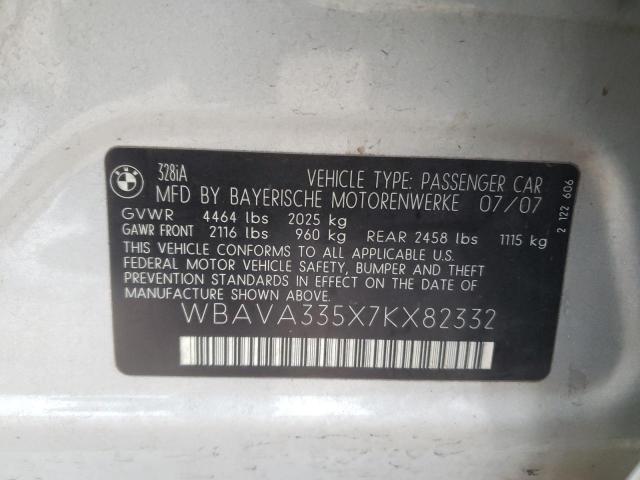 328iA
VEHICLE TYPE: PASSENGER CAR
MFD BY BAYERISCHE MOTORENWERKE 07/07
GVWR 4464 lbs 2025 kg
GAWR FRONT 2116 lbs 960 kg REAR 2458 lbs 1115 kg
THIS VEHICLE CONFORMS TO ALL APPLICABLE U.S.
FEDERAL MOTOR VEHICLE SAFETY, BUMPER AND THEFT
PREVENTION STANDARDS IN EFFECT ON THE DATE OF
MANUFACTURE SHOWN ABOVE.
WBAVA335X7KX82332
2 122 606